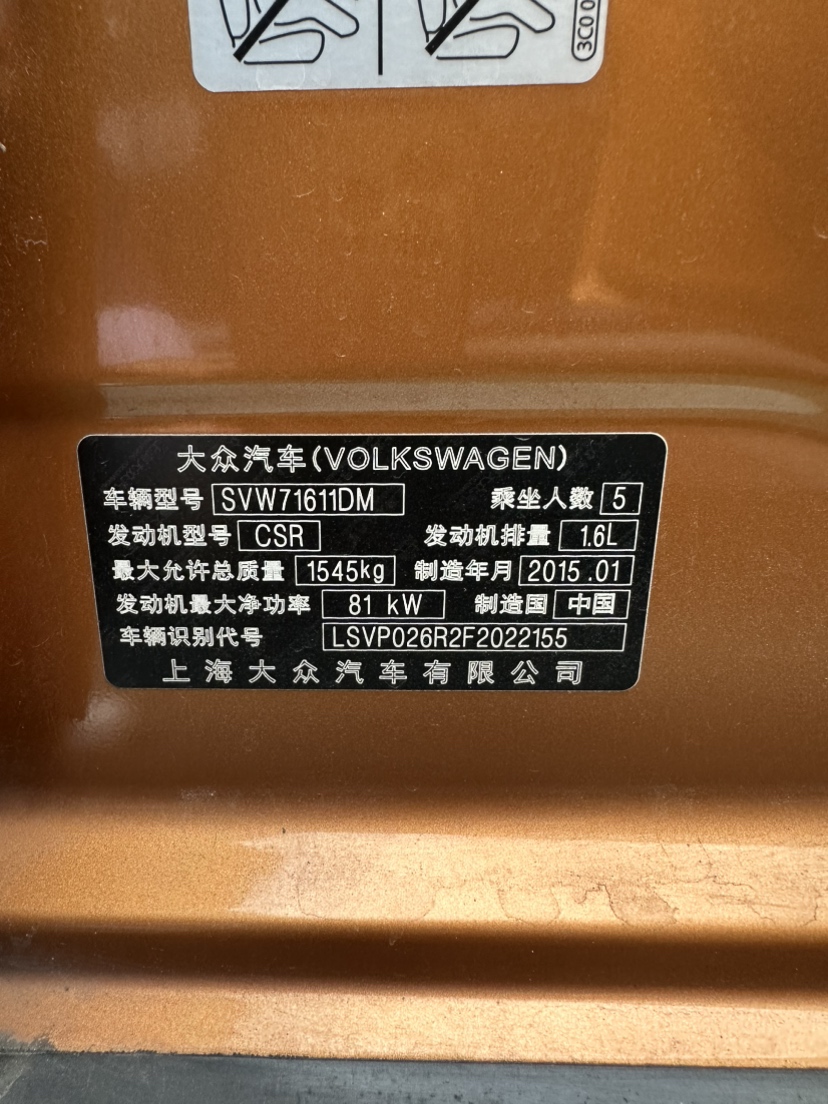 3C0 0
大众汽车(VOLKSWAGEN)
车辆型号 SVW71611DM 乘坐人数 5
发动机型号 CSR 发动机排量 1.6L
最大允许总质量 1545kg 制造年月 2015.01
发动机最大净功率 81 kW 制造国 中国
车辆识别代号 LSVP026R2F2022155
上海大众汽车有限公司